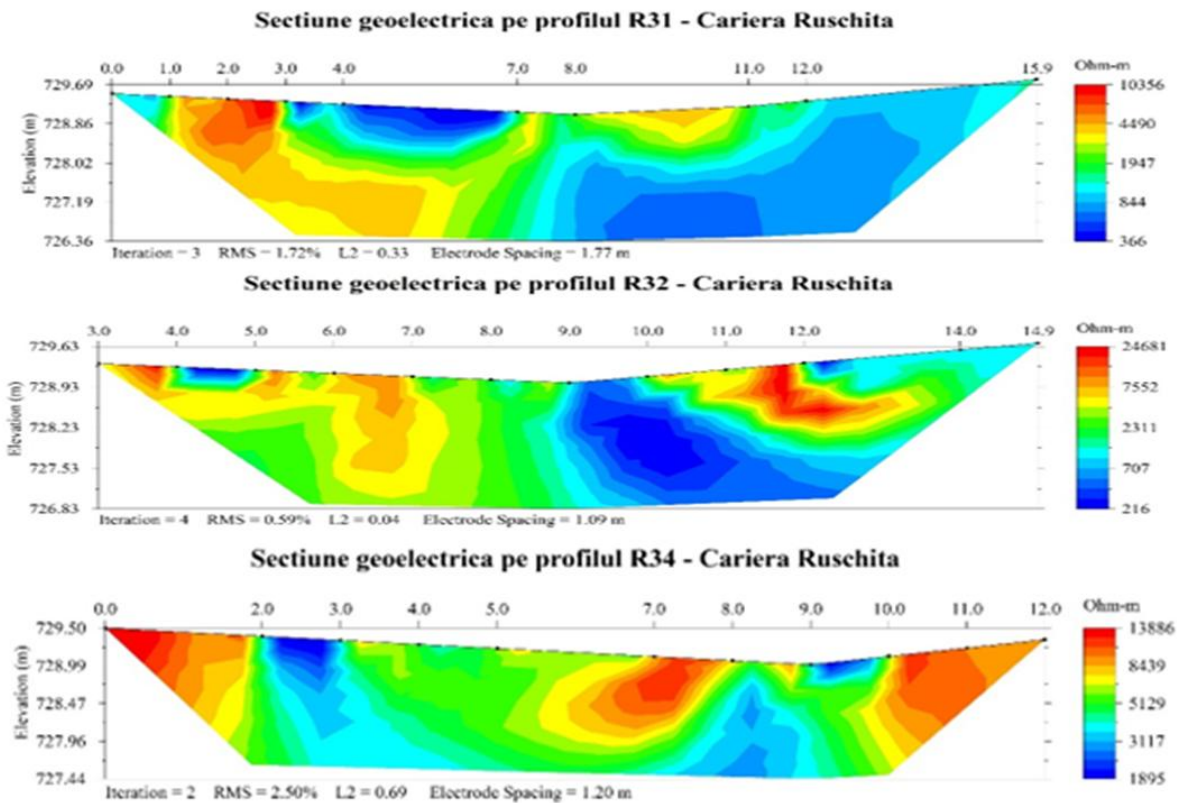 Sectiune geoelectrica pe profilul R31 - Cariera Ruschita
0.0 1.0 2.0 3.0 4.0 7.0 8.0 11.0 12.0 15.9
Ohm-m
729.69
728.86
728.02
727.19
726.36
Elevation (m)
10356
4490
1947
844
366
Iteration = 3 RMS = 1.72% L2 = 0.33 Electrode Spacing = 1.77 m
Sectiune geoelectrica pe profilul R32 - Cariera Ruschita
3.0 4.0 5.0 6.0 7.0 8.0 9.0 10.0 11.0 12.0 14.0 14.9
Ohm-m
729.63
728.93
728.23
727.53
726.83
Elevation (m)
24681
7552
2311
707
216
Iteration = 4 RMS = 0.59% L2 = 0.04 Electrode Spacing = 1.09 m
Sectiune geoelectrica pe profilul R34 - Cariera Ruschita
0.0 2.0 3.0 4.0 5.0 7.0 8.0 9.0 10.0 11.0 12.0
Ohm-m
729.50
728.99
728.47
727.96
727.44
Elevation (m)
13886
8439
5129
3117
1895
Iteration = 2 RMS = 2.50% L2 = 0.69 Electrode Spacing = 1.20 m